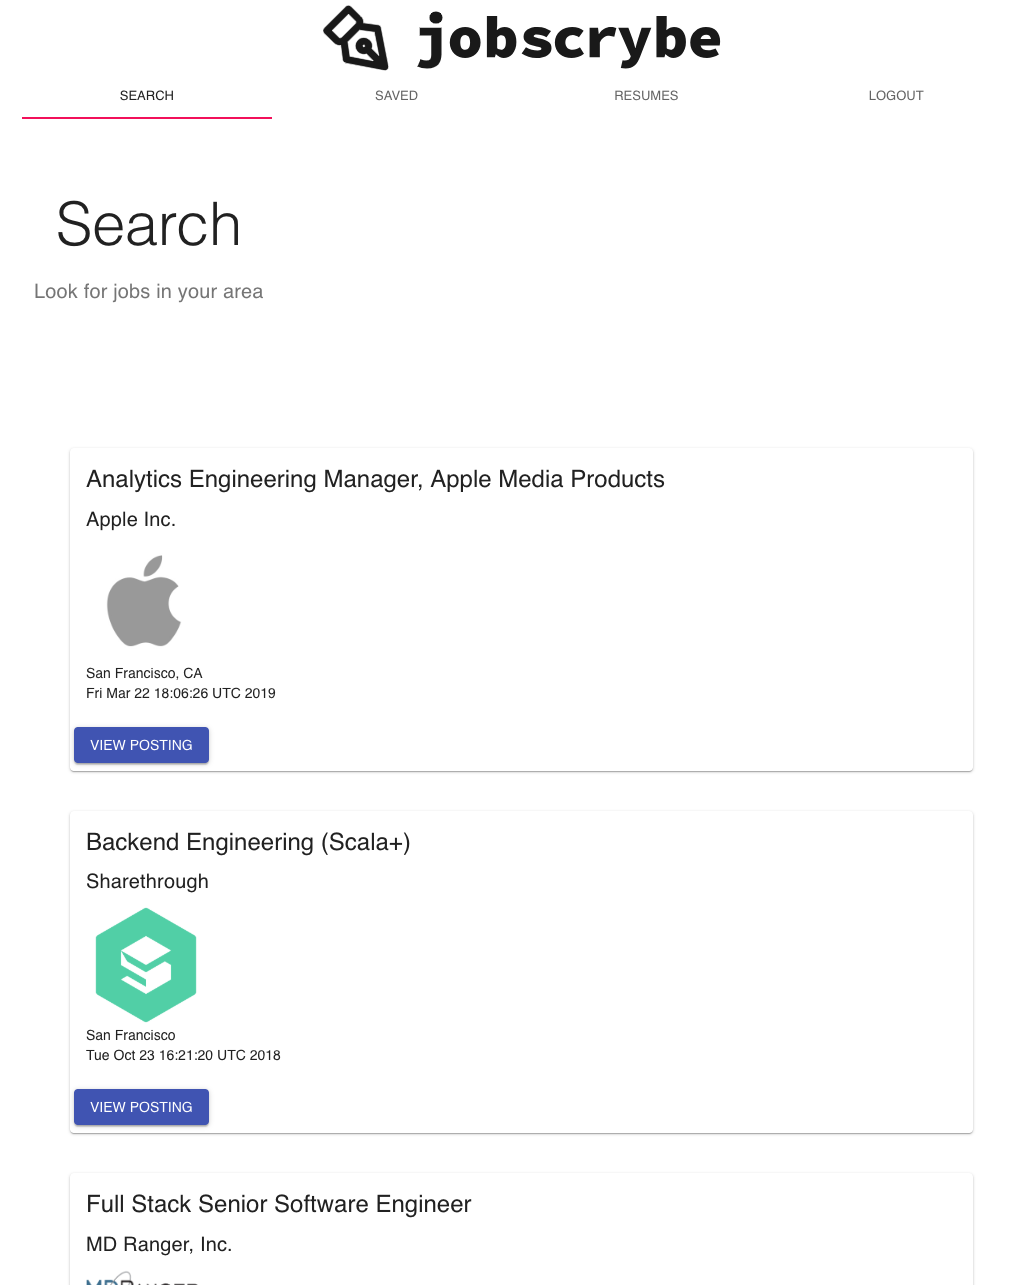 jobscrybe
SEARCH SAVED RESUMES LOGOUT
Search
Look for jobs in your area
Analytics Engineering Manager, Apple Media Products
Apple Inc.
San Francisco, CA
Fri Mar 22 18:06:26 UTC 2019
VIEW POSTING
Backend Engineering (Scala+)
Sharethrough
San Francisco
Tue Oct 23 16:21:20 UTC 2018
VIEW POSTING
Full Stack Senior Software Engineer
MD Ranger, Inc.